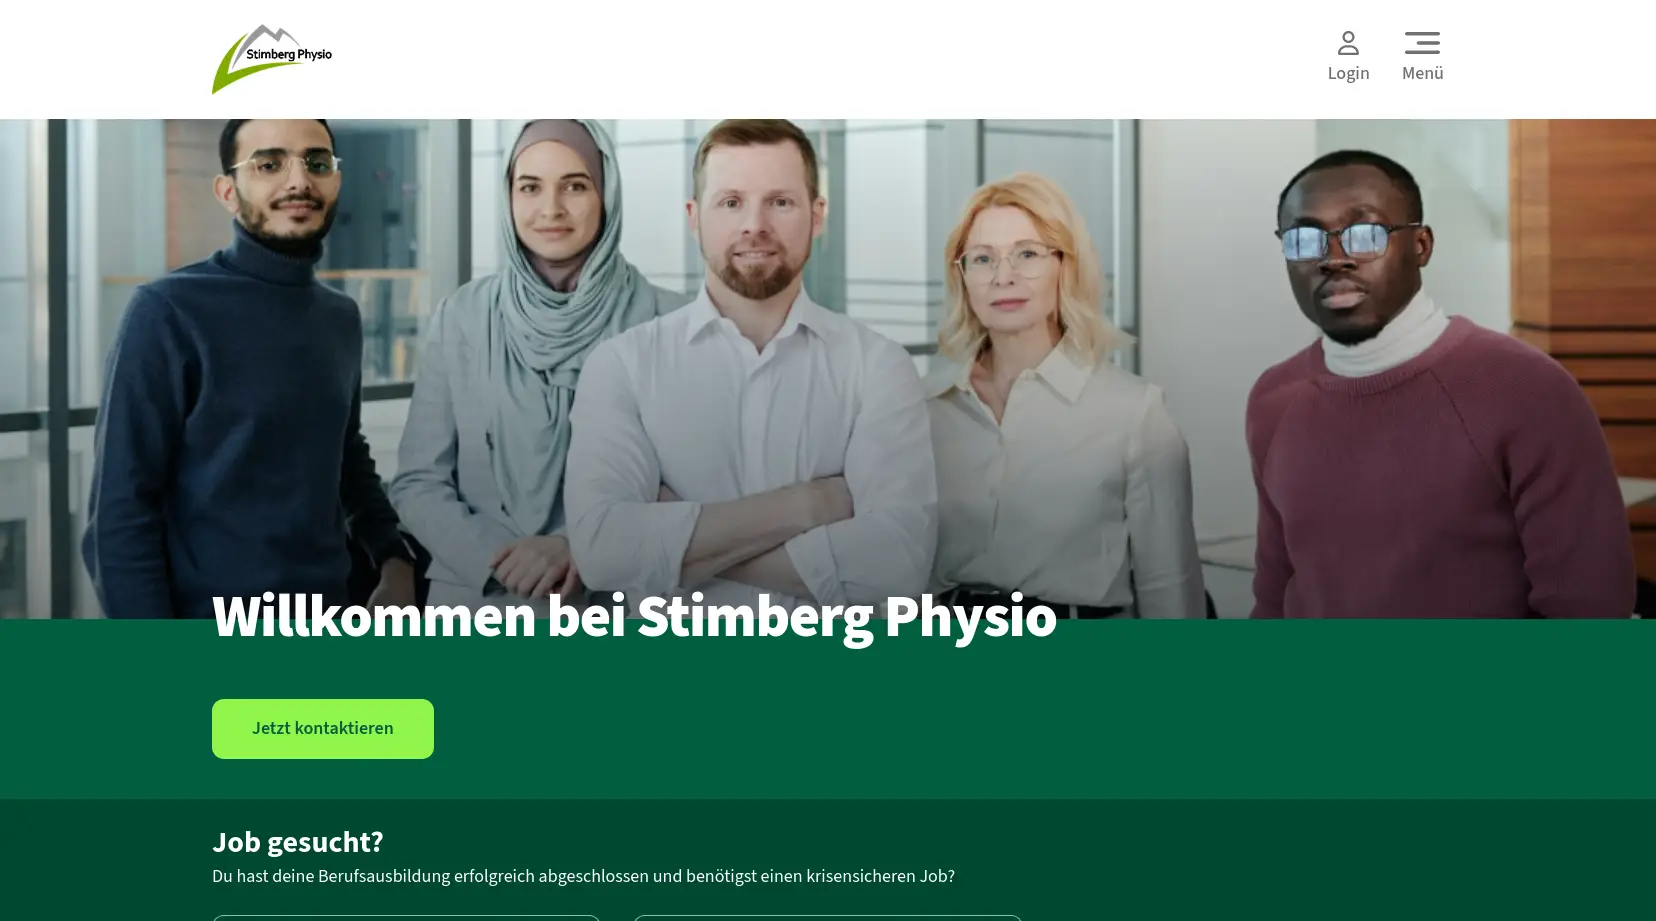 Stimberg Physio
Login
Menü
Willkommen bei Stimberg Physio
Jetzt kontaktieren
Job gesucht?
Du hast deine Berufsausbildung erfolgreich abgeschlossen und benötigst einen krisensicheren Job?